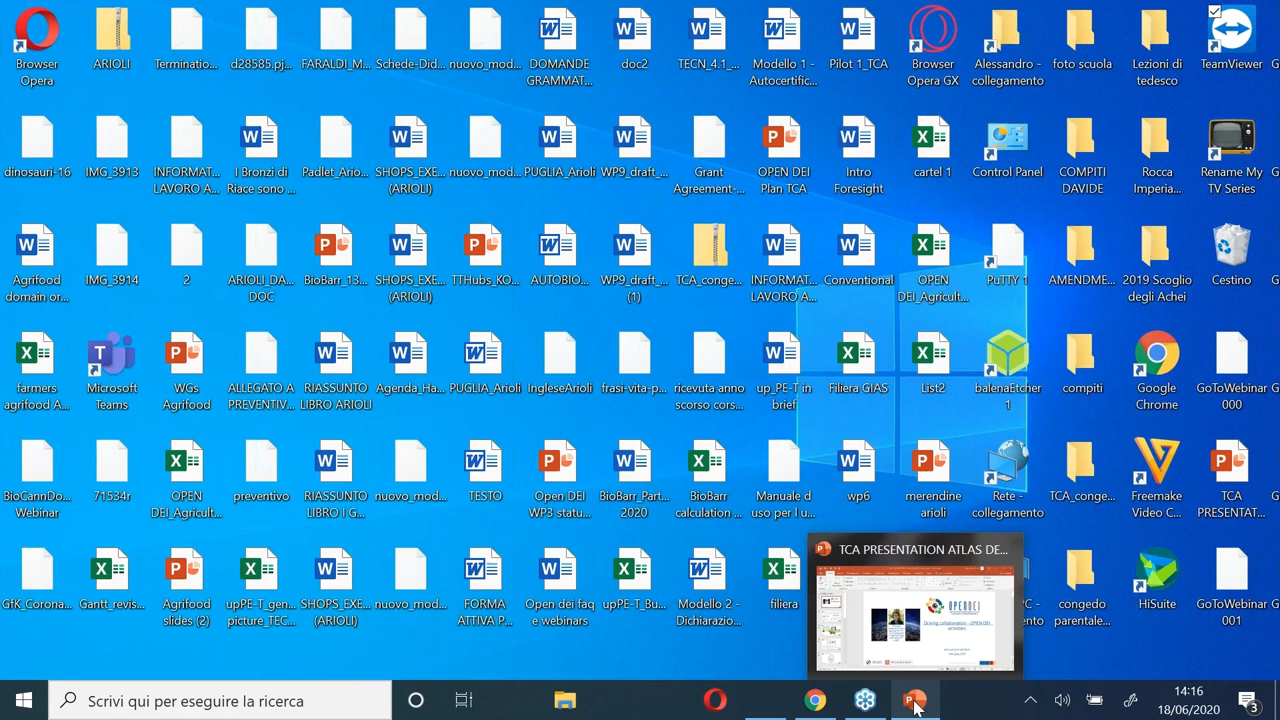 Browser
Opera
ARIOLI
Terminatio...
d28585.pj...
FARALDI_M...
Schede-Did...
nuovo_mod...
DOMANDE
GRAMMAT...
doc2
TECN_4.1_...
Modello 1 -
Autocertific...
Pilot 1_TCA
Browser
Opera GX
Alessandro -
collegamento
foto scuola
Lezioni di
tedesco
TeamViewer
dinosauri-16
IMG_3913
INFORMAT...
LAVORO A...
I Bronzi di
Riace sono ...
Padlet_Ario...
SHOPS_EXE...
(ARIOLI)
nuovo_mod...
PUGLIA_Arioli
WP9_draft_...
Grant
Agreement-...
OPEN DEI
Plan TCA
Intro
Foresight
cartel 1
Control Panel
COMPITI
DAVIDE
Rocca
Imperia...
Rename My
TV Series
Agrifood
domain or...
IMG_3914
2
ARIOLI_DA...
DOC
BioBarr_13...
SHOPS_EXE...
(ARIOLI)
TTHubs_KO...
AUTOBIO...
WP9_draft_...
(1)
TCA_conge...
INFORMAT...
LAVORO A...
Conventional
OPEN
DEI_Agricult...
PuTTY 1
AMENDME...
2019 Scoglio
degli Achei
Cestino
farmers
agrifood A...
Microsoft
Teams
WGs
Agrifood
ALLEGATO A
PREVENTIV...
RIASSUNTO
LIBRO ARIOLI
Agenda_Ha...
PUGLIA_Arioli
IngleseArioli
frasi-vita-p...
ricevuta anno
scorso cors...
up_PE-T in
brief
Filiera GIAS
List2
balenaEtcher
1
compiti
Google
Chrome
GoToWebinar
000
BioCannDo...
Webinar
71534r
OPEN
DEI_Agricult...
preventivo
RIASSUNTO
LIBRO I G...
nuovo_mod...
TESTO
Open DEI
WP3 statu...
BioBarr_Part...
2020
BioBarr
calculation ...
Manuale d
uso per l u...
wp6
merendine
arioli
Rete -
collegamento
TCA_conge...
Freemake
Video C...
TCA
PRESENTAT...
GfK_Corona...
Gantt_upd...
Agrifood
slides (2)
uPE-T_gen_...
SHOPS_EXE...
(ARIOLI)
nuovo_mod...
FORMA
ATTIVA P...
Open dei faq
e webinars
upPE-T_Bu...
Modello 2 -
Dichiarazio...
filiera
congedo
parentale...
HiSuite
GoToWebinar
001
TCA PRESENTATION ATLAS DE...
OPENDEI
Driving collaboration - OPEN DEI
activities
Scrivi qui per eseguire la ricerca
14:16
18/06/2020
3